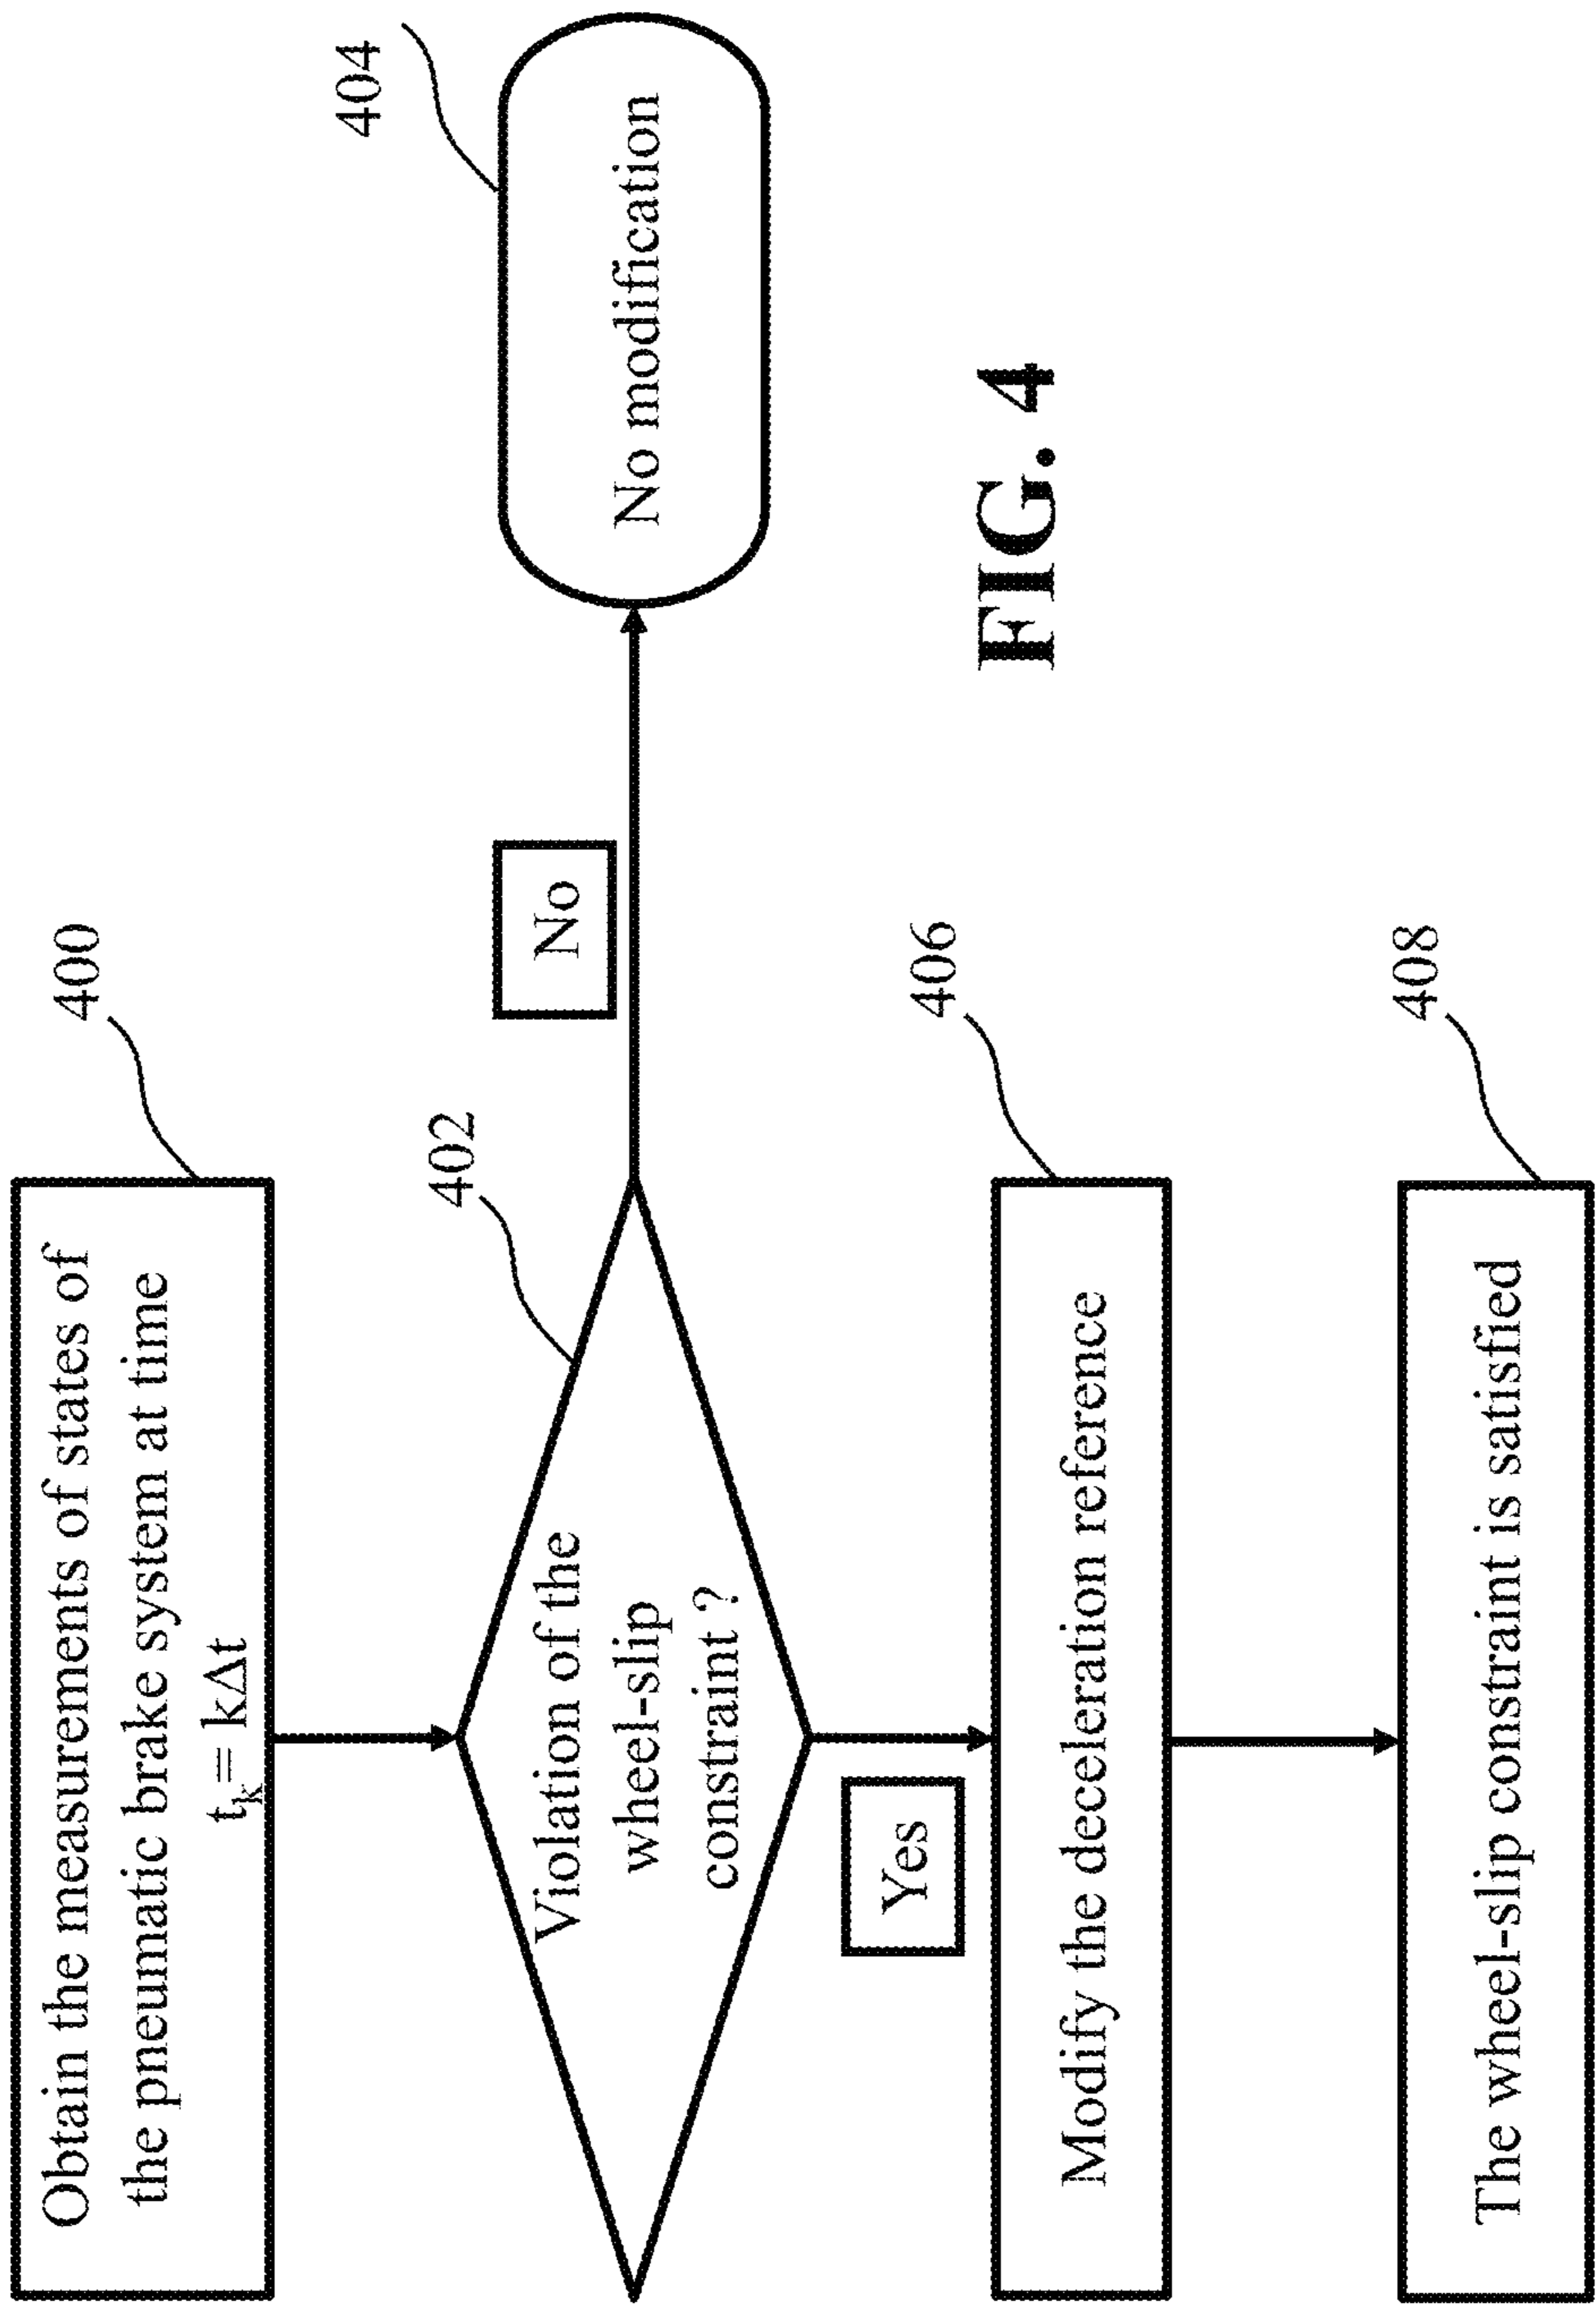 400
Obtain the measurements of states of
the pneumatic brake system at time
tₖ= kΔt
402
Violation of the
wheel-slip
constraint ?
No
404
No modification
Yes
406
Modify the deceleration reference
408
The wheel-slip constraint is satisfied
FIG. 4